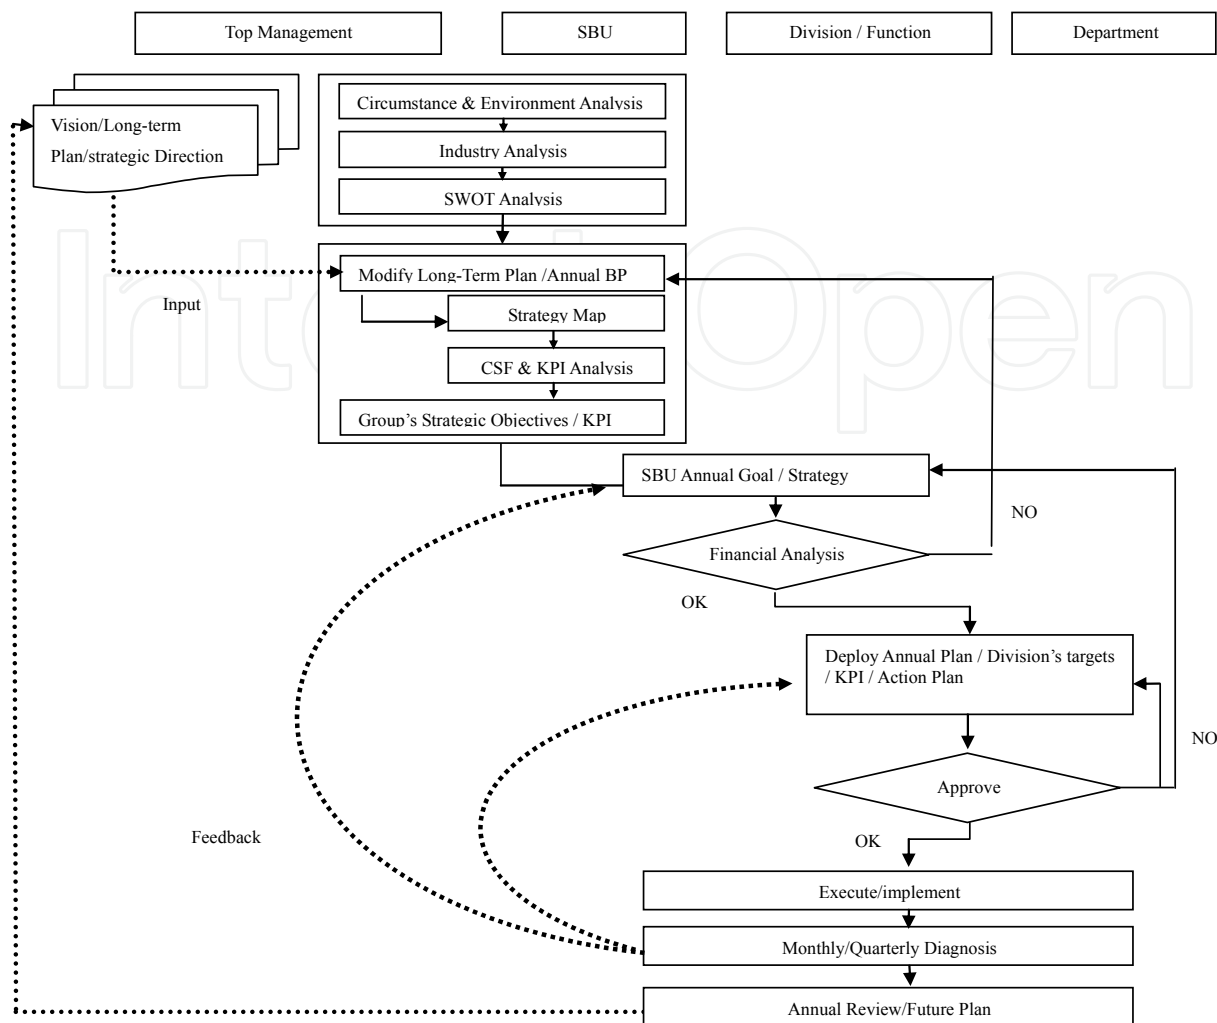 Top Management
SBU
Division / Function
Department
Vision/Long-term
Plan/strategic Direction
Circumstance & Environment Analysis
Industry Analysis
SWOT Analysis
Modify Long-Term Plan /Annual BP
Input
Strategy Map
CSF & KPI Analysis
Group's Strategic Objectives / KPI
SBU Annual Goal / Strategy
NO
Financial Analysis
OK
Deploy Annual Plan / Division's targets
/ KPI / Action Plan
NO
Approve
Feedback
OK
Execute/implement
Monthly/Quarterly Diagnosis
Annual Review/Future Plan